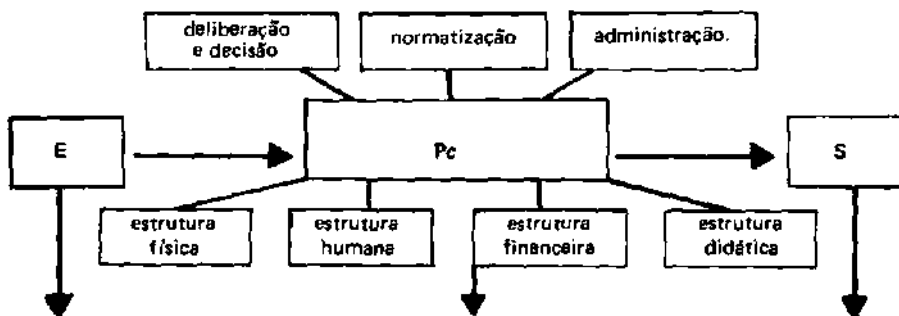 deliberação
e decisão
normatização
administração.
E
Pc
S
estrutura
física
estrutura
humana
estrutura
financeira
estrutura
didática